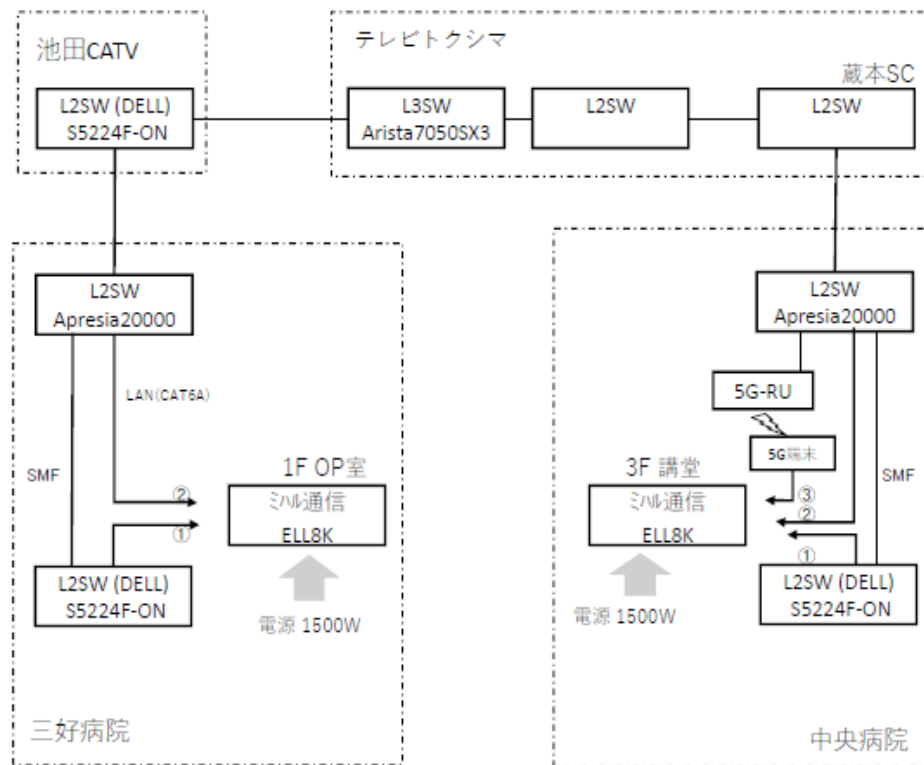 池田CATV
L2SW (DELL)
S5224F-ON
テレビトクシマ
蔵本SC
L3SW
Arista7050SX3
L2SW
L2SW
L2SW
Apresia20000
LAN(CAT6A)
SMF
②
①
1F OP室
ミハル通信
ELL8K
L2SW (DELL)
S5224F-ON
電源 1500W
三好病院
L2SW
Apresia20000
5G-RU
5G端末
SMF
3F 講堂
ミハル通信
ELL8K
③
②
①
L2SW (DELL)
S5224F-ON
電源 1500W
中央病院